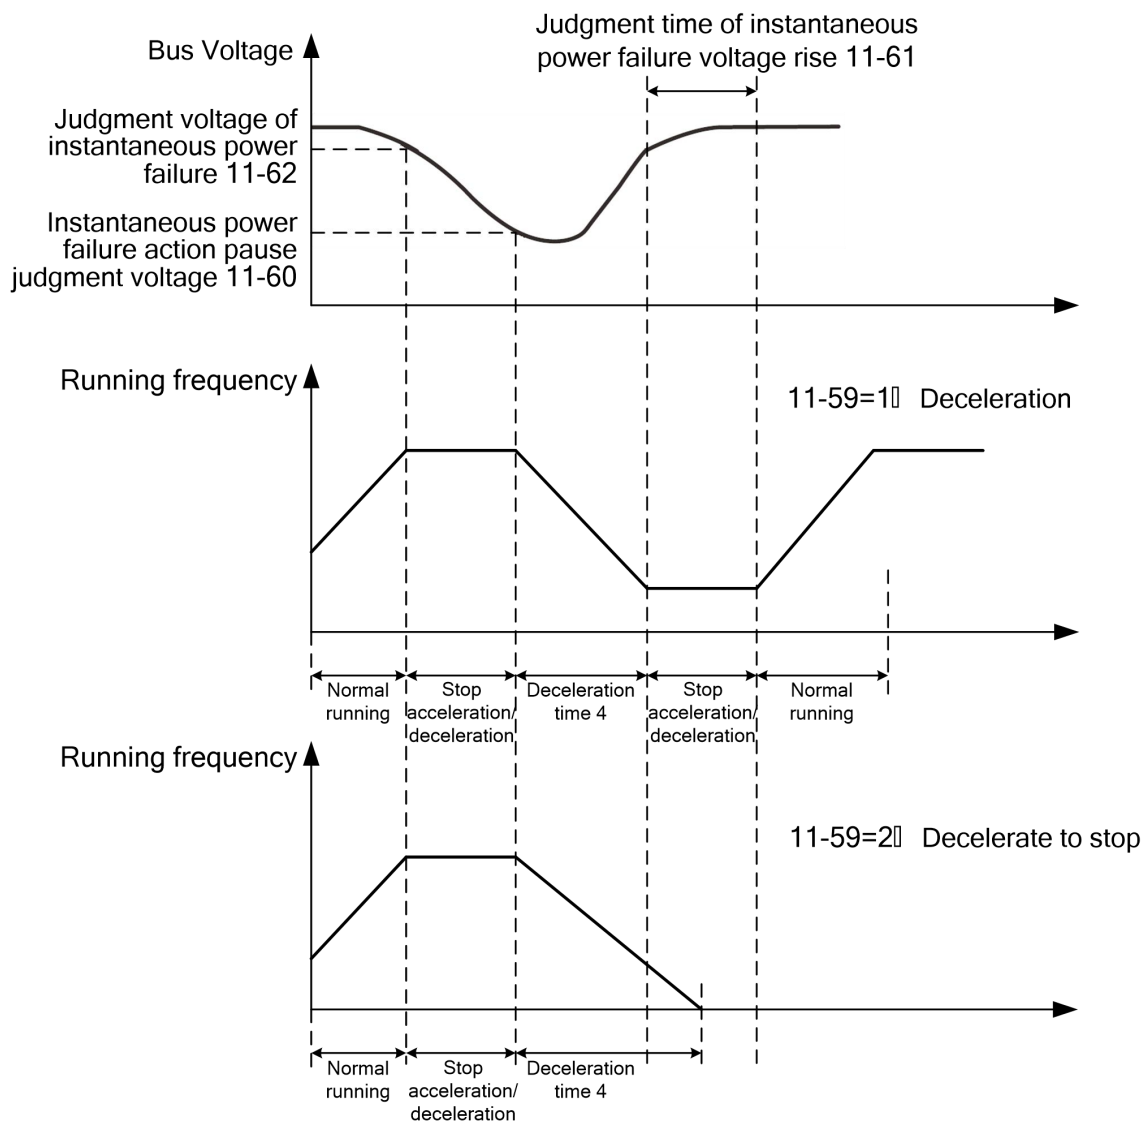 Judgment time of instantaneous
power failure voltage rise 11-61
Bus Voltage
Judgment voltage of
instantaneous power
failure 11-62
Instantaneous power
failure action pause
judgment voltage 11-60
Running frequency
11-59=1▯ Deceleration
Normal
running
Stop
acceleration/
deceleration
Deceleration
time 4
Stop
acceleration/
deceleration
Normal
running
Running frequency
11-59=2▯ Decelerate to stop
Normal
running
Stop
acceleration/
deceleration
Deceleration
time 4